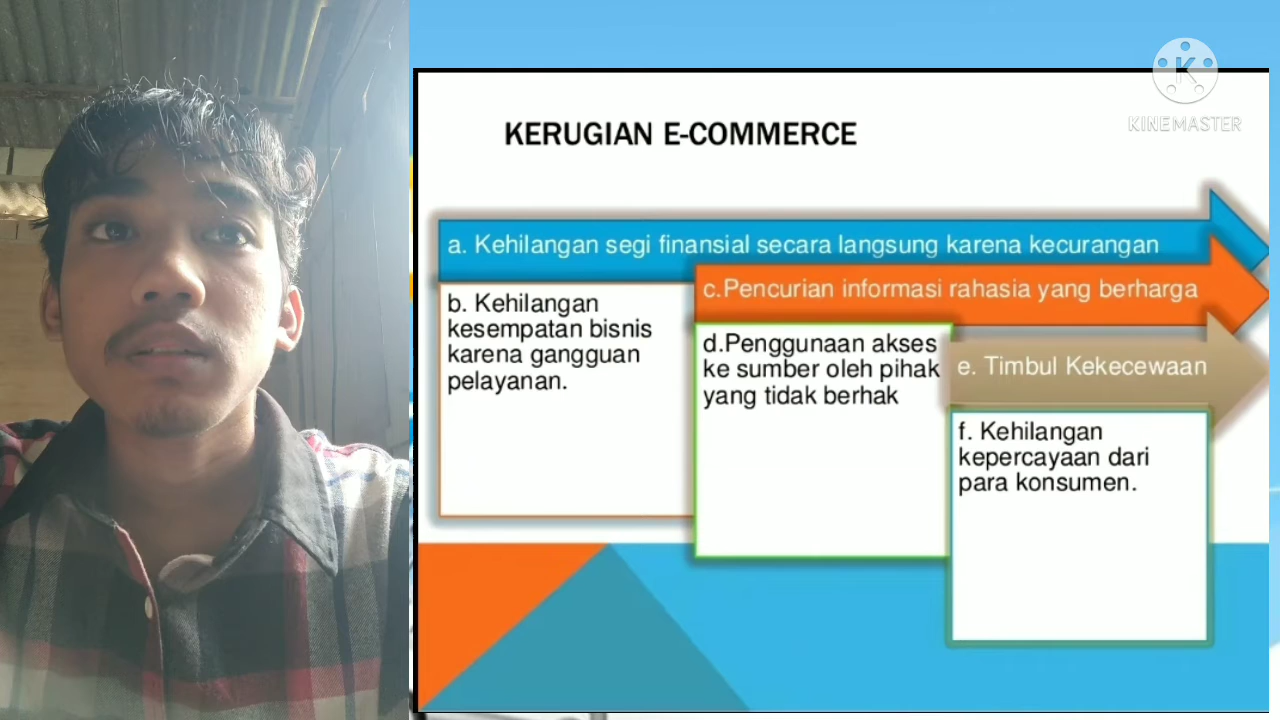 KINEMASTER
KERUGIAN E-COMMERCE
a. Kehilangan segi finansial secara langsung karena kecurangan
b. Kehilangan
kesempatan bisnis
karena gangguan
pelayanan.
c.Pencurian informasi rahasia yang berharga
d.Penggunaan akses
ke sumber oleh pihak
yang tidak berhak
e. Timbul Kekecewaan
f. Kehilangan
kepercayaan dari
para konsumen.